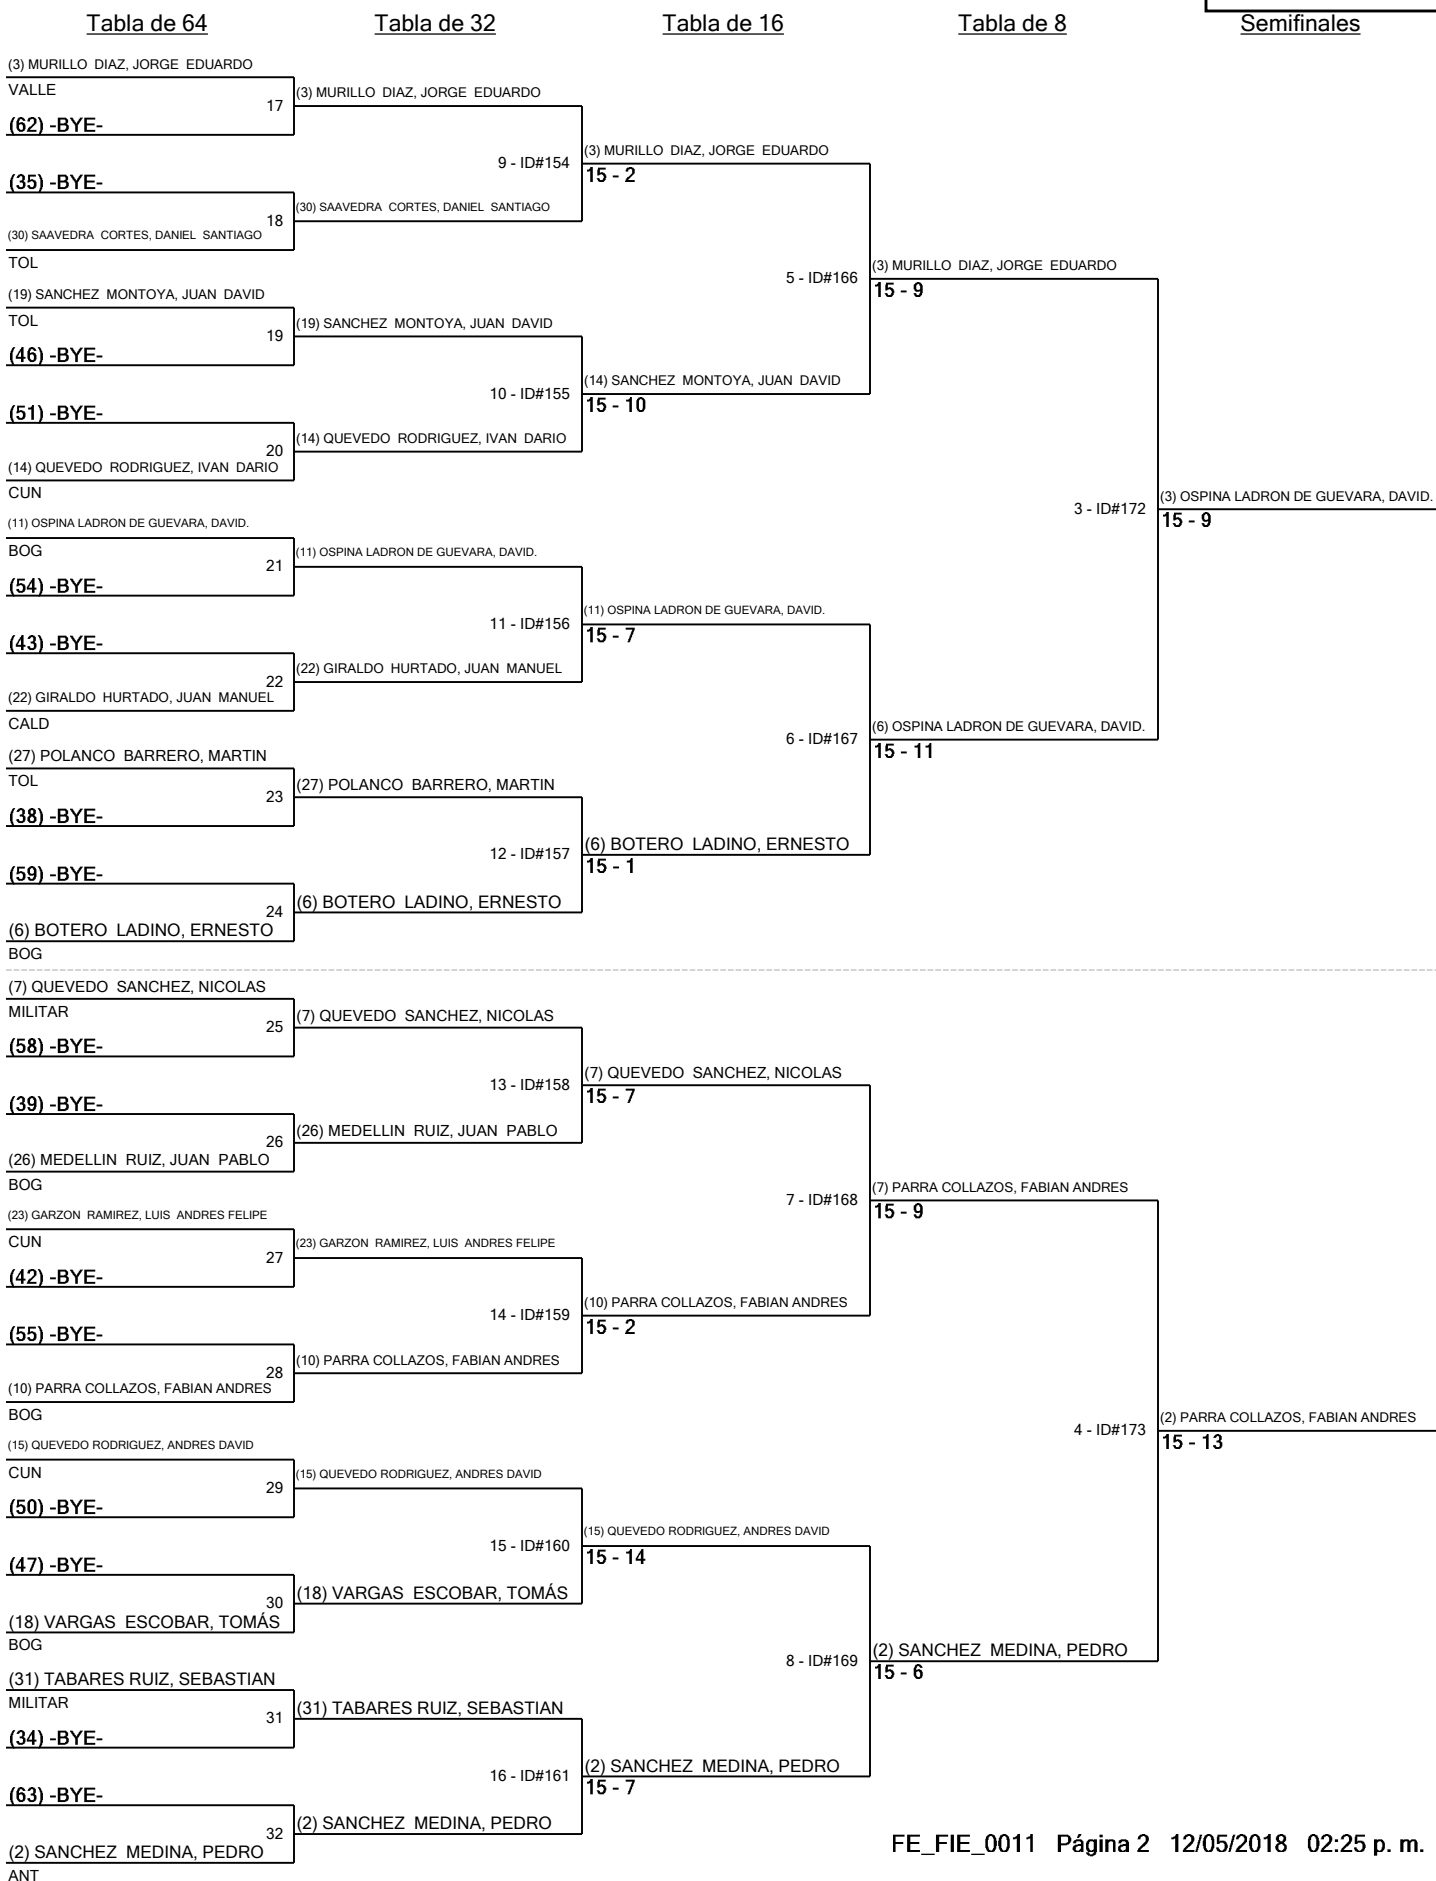 Tabla de 64 Tabla de 32 Tabla de 16 Tabla de 8 Semifinales
(3) MURILLO DIAZ, JORGE EDUARDO
VALLE
17
(62) -BYE-
(3) MURILLO DIAZ, JORGE EDUARDO
9 - ID#154
(3) MURILLO DIAZ, JORGE EDUARDO
15 - 2
(35) -BYE-
18
(30) SAAVEDRA CORTES, DANIEL SANTIAGO
(30) SAAVEDRA CORTES, DANIEL SANTIAGO
TOL
5 - ID#166
(3) MURILLO DIAZ, JORGE EDUARDO
15 - 9
(19) SANCHEZ MONTOYA, JUAN DAVID
TOL
19
(46) -BYE-
(19) SANCHEZ MONTOYA, JUAN DAVID
10 - ID#155
(14) SANCHEZ MONTOYA, JUAN DAVID
15 - 10
(51) -BYE-
20
(14) QUEVEDO RODRIGUEZ, IVAN DARIO
(14) QUEVEDO RODRIGUEZ, IVAN DARIO
CUN
3 - ID#172
(3) OSPINA LADRON DE GUEVARA, DAVID.
15 - 9
(11) OSPINA LADRON DE GUEVARA, DAVID.
BOG
21
(54) -BYE-
(11) OSPINA LADRON DE GUEVARA, DAVID.
11 - ID#156
(11) OSPINA LADRON DE GUEVARA, DAVID.
15 - 7
(43) -BYE-
22
(22) GIRALDO HURTADO, JUAN MANUEL
(22) GIRALDO HURTADO, JUAN MANUEL
CALD
6 - ID#167
(6) OSPINA LADRON DE GUEVARA, DAVID.
15 - 11
(27) POLANCO BARRERO, MARTIN
TOL
23
(38) -BYE-
(27) POLANCO BARRERO, MARTIN
12 - ID#157
(6) BOTERO LADINO, ERNESTO
15 - 1
(59) -BYE-
24
(6) BOTERO LADINO, ERNESTO
(6) BOTERO LADINO, ERNESTO
BOG
(7) QUEVEDO SANCHEZ, NICOLAS
MILITAR
25
(58) -BYE-
(7) QUEVEDO SANCHEZ, NICOLAS
13 - ID#158
(7) QUEVEDO SANCHEZ, NICOLAS
15 - 7
(39) -BYE-
26
(26) MEDELLIN RUIZ, JUAN PABLO
(26) MEDELLIN RUIZ, JUAN PABLO
BOG
7 - ID#168
(7) PARRA COLLAZOS, FABIAN ANDRES
15 - 9
(23) GARZON RAMIREZ, LUIS ANDRES FELIPE
CUN
27
(42) -BYE-
(23) GARZON RAMIREZ, LUIS ANDRES FELIPE
14 - ID#159
(10) PARRA COLLAZOS, FABIAN ANDRES
15 - 2
(55) -BYE-
28
(10) PARRA COLLAZOS, FABIAN ANDRES
(10) PARRA COLLAZOS, FABIAN ANDRES
BOG
4 - ID#173
(2) PARRA COLLAZOS, FABIAN ANDRES
15 - 13
(15) QUEVEDO RODRIGUEZ, ANDRES DAVID
CUN
29
(50) -BYE-
(15) QUEVEDO RODRIGUEZ, ANDRES DAVID
15 - ID#160
(15) QUEVEDO RODRIGUEZ, ANDRES DAVID
15 - 14
(47) -BYE-
30
(18) VARGAS ESCOBAR, TOMÁS
(18) VARGAS ESCOBAR, TOMÁS
BOG
8 - ID#169
(2) SANCHEZ MEDINA, PEDRO
15 - 6
(31) TABARES RUIZ, SEBASTIAN
MILITAR
31
(34) -BYE-
(31) TABARES RUIZ, SEBASTIAN
16 - ID#161
(2) SANCHEZ MEDINA, PEDRO
15 - 7
(63) -BYE-
32
(2) SANCHEZ MEDINA, PEDRO
(2) SANCHEZ MEDINA, PEDRO
ANT
FE_FIE_0011 Página 2 12/05/2018 02:25 p. m.